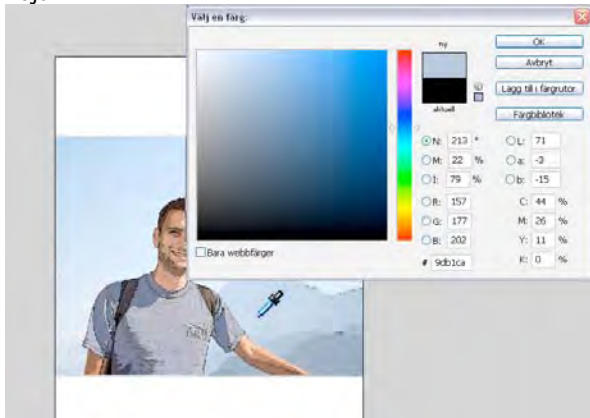 Välj en färg:
ny
aktuell
OK
Avbryt
Lägg till i färgrutor
Färgbibliotek
N: 213 °
M: 22 %
I: 79 %
R: 157
G: 177
B: 202
# 9db1ca
L: 71
a: -3
b: -15
C: 44 %
M: 26 %
Y: 11 %
K: 0 %
Bara webbfärger